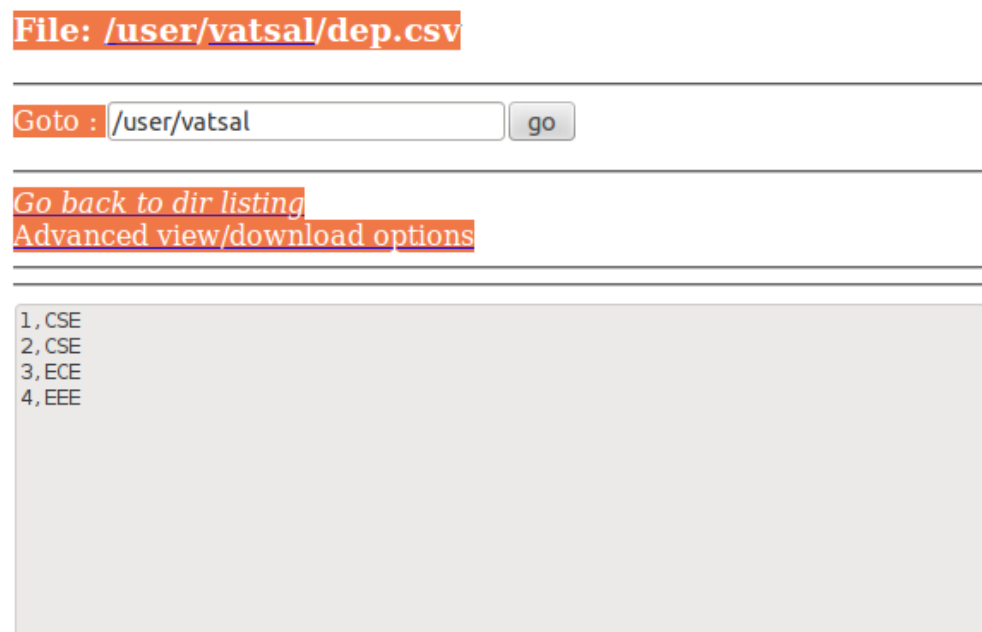 File: /user/vatsal/dep.csv
Goto : /user/vatsal go
Go back to dir listing
Advanced view/download options
1,CSE
2,CSE
3,ECE
4,EEE